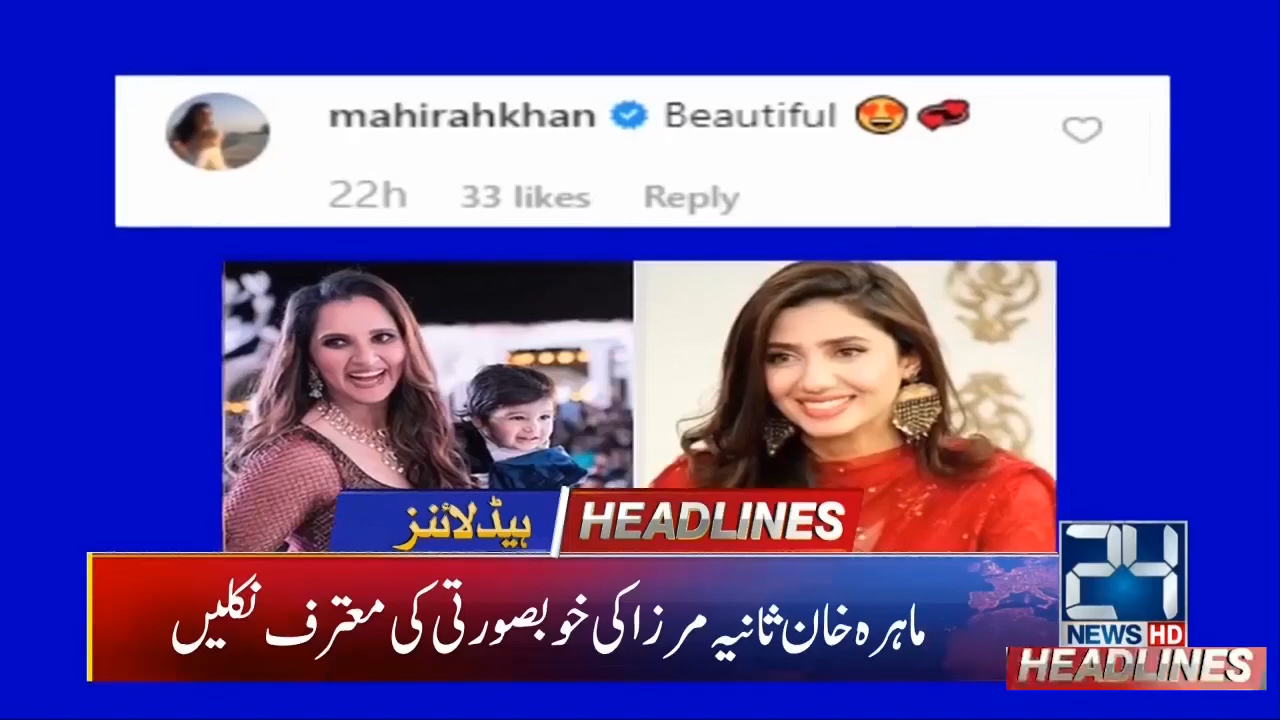 mahirahkhan Beautiful 😍💞
22h 33 likes Reply
ہیڈلائنز HEADLINES
ماہرہ خان ثانیہ مرزا کی خوبصورتی کی معترف نکلیں
24
NEWS HD
HEADLINES